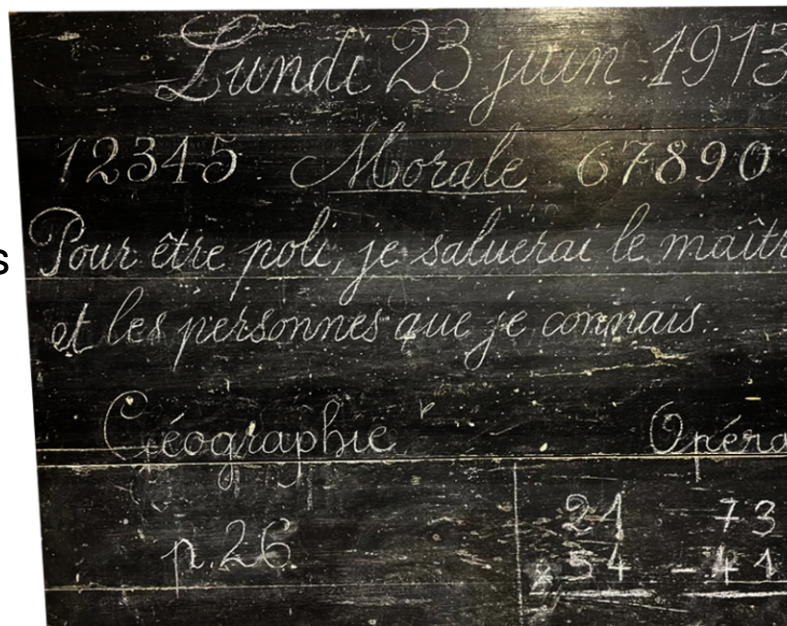 Lundi 23 juin 1913
12345 Morale 67890
s
Pour être poli, je saluerai le maîtr
et les personnes que je connais.
Géographie Opéra
p.26
21 73
54 - 41